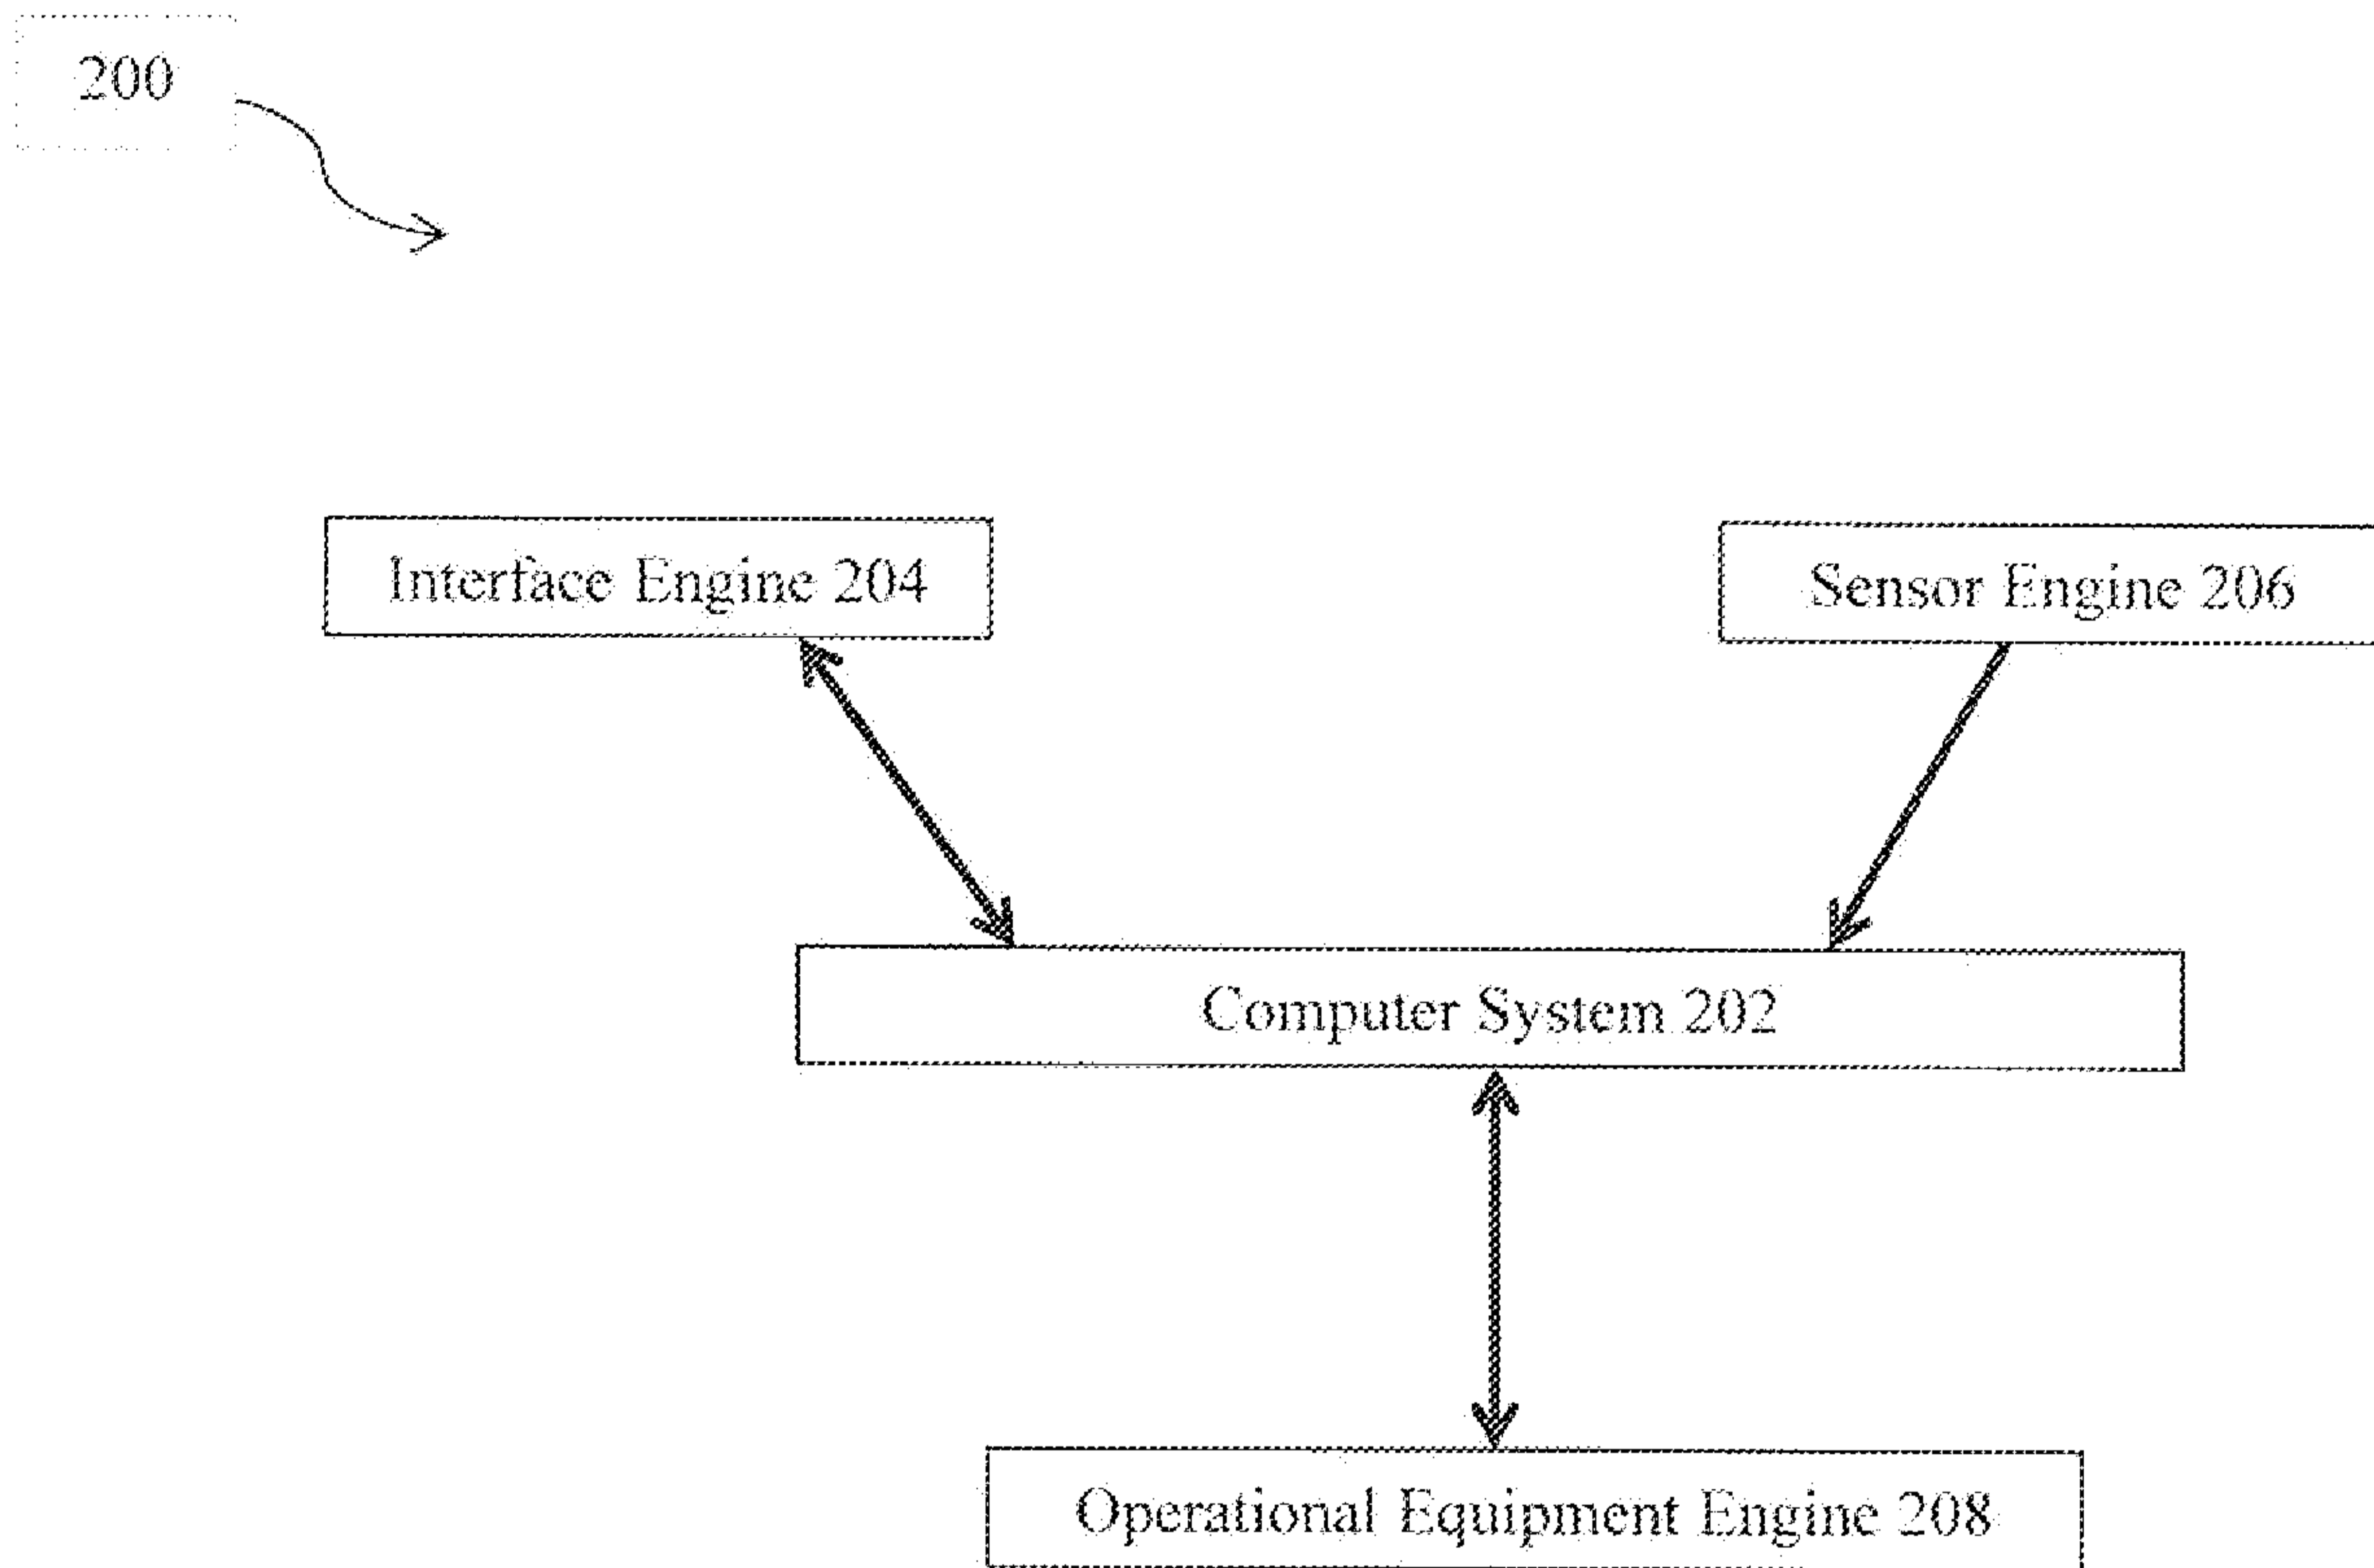 200
Interface Engine 204
Sensor Engine 206
Computer System 202
Operational Equipment Engine 208